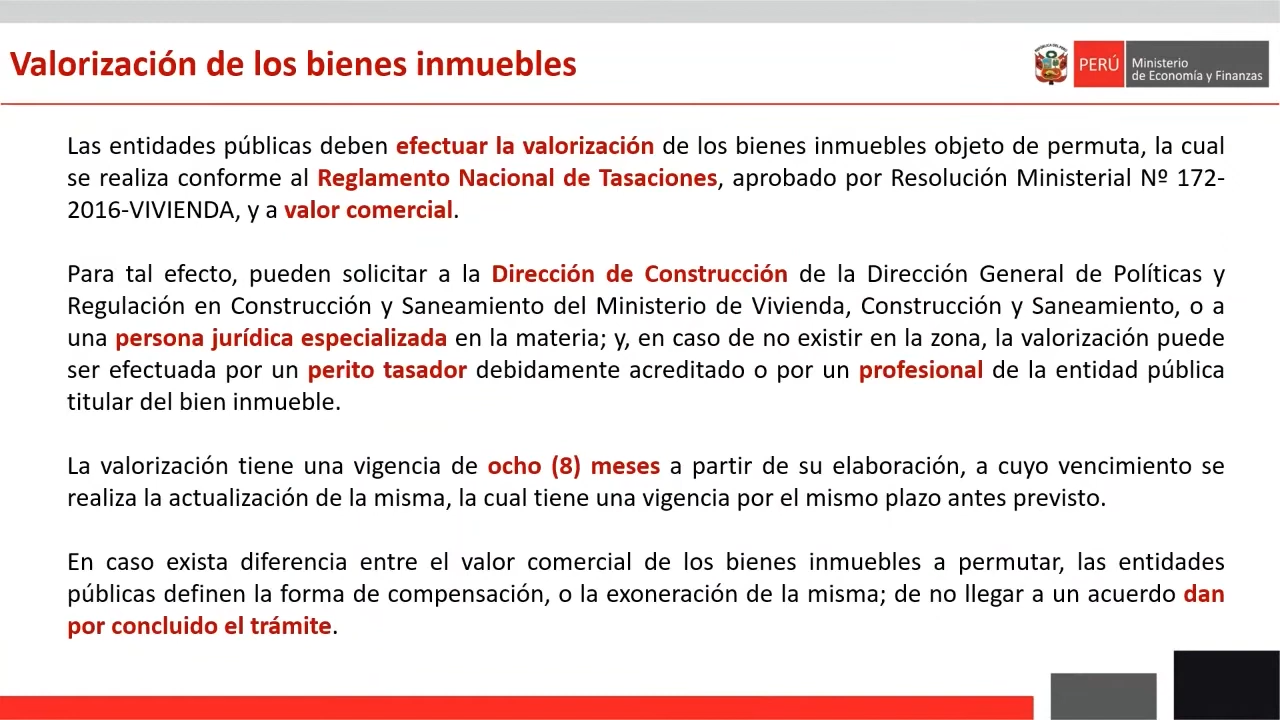 Valorización de los bienes inmuebles
REPÚBLICA DEL PERÚ
PERÚ
Ministerio
de Economía y Finanzas
Las entidades públicas deben efectuar la valorización de los bienes inmuebles objeto de permuta, la cual
se realiza conforme al Reglamento Nacional de Tasaciones, aprobado por Resolución Ministerial Nº 172-
2016-VIVIENDA, y a valor comercial.
Para tal efecto, pueden solicitar a la Dirección de Construcción de la Dirección General de Políticas y
Regulación en Construcción y Saneamiento del Ministerio de Vivienda, Construcción y Saneamiento, o a
una persona jurídica especializada en la materia; y, en caso de no existir en la zona, la valorización puede
ser efectuada por un perito tasador debidamente acreditado o por un profesional de la entidad pública
titular del bien inmueble.
La valorización tiene una vigencia de ocho (8) meses a partir de su elaboración, a cuyo vencimiento se
realiza la actualización de la misma, la cual tiene una vigencia por el mismo plazo antes previsto.
En caso exista diferencia entre el valor comercial de los bienes inmuebles a permutar, las entidades
públicas definen la forma de compensación, o la exoneración de la misma; de no llegar a un acuerdo dan
por concluido el trámite.